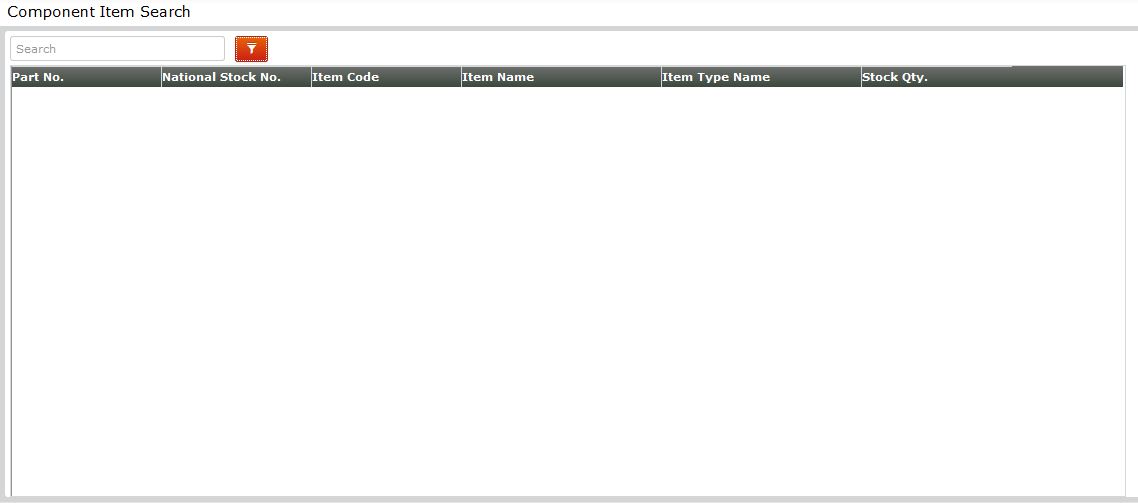 Component Item Search
Search
Part No. National Stock No. Item Code Item Name Item Type Name Stock Qty.